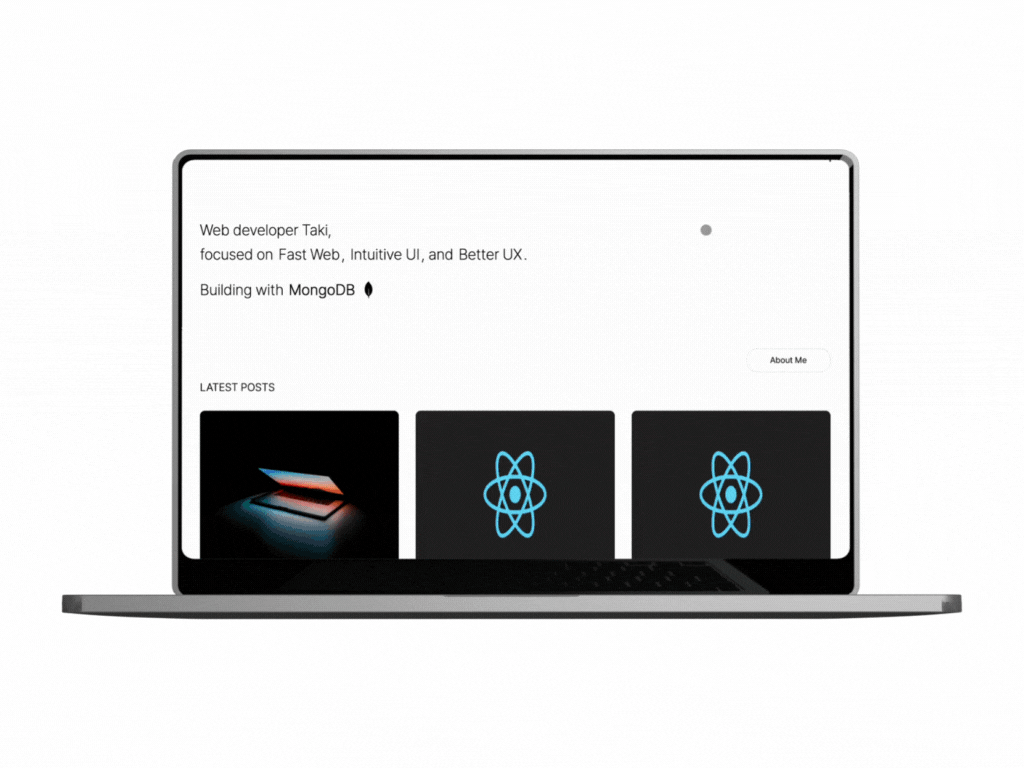 Web developer Taki,
focused on Fast Web, Intuitive UI, and Better UX.
Building with MongoDB
About Me
LATEST POSTS